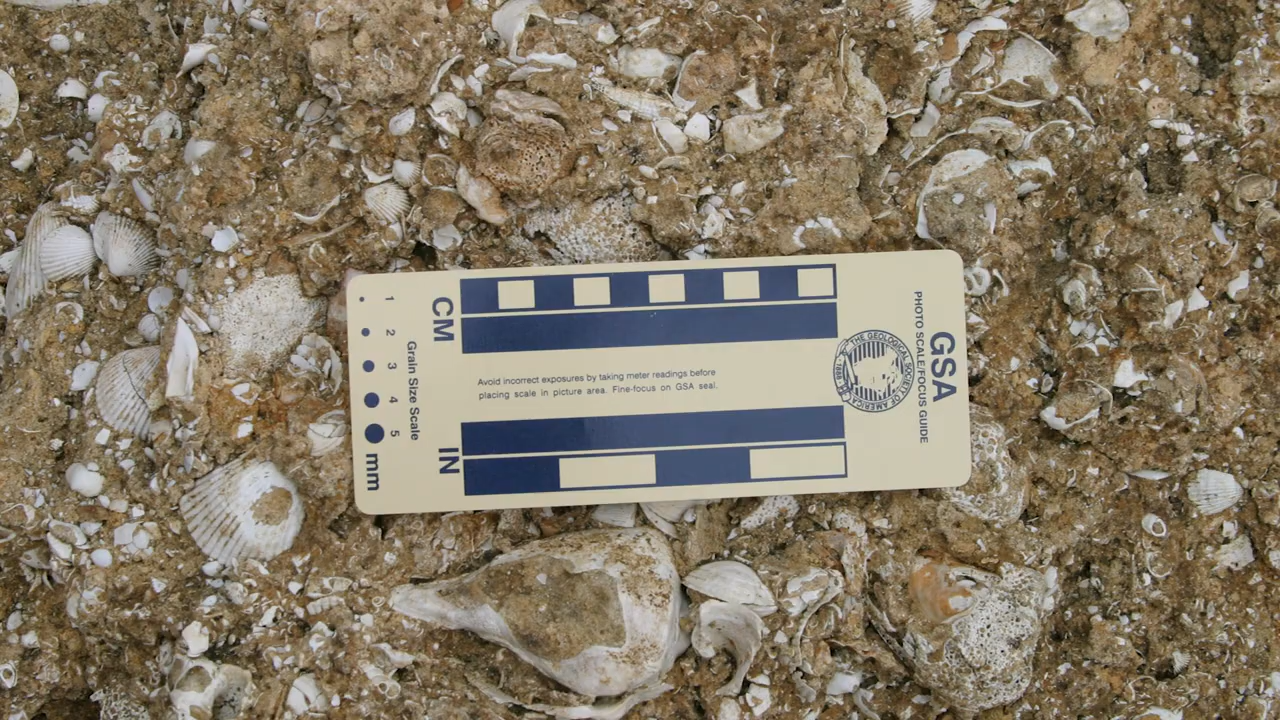 1
2
3
4
5
mm
Grain Size Scale
CM
IN
Avoid incorrect exposures by taking meter readings before
placing scale in picture area. Fine-focus on GSA seal.
THE GEOLOGICAL SOCIETY OF AMERICA
1888
PHOTO SCALE/FOCUS GUIDE
GSA